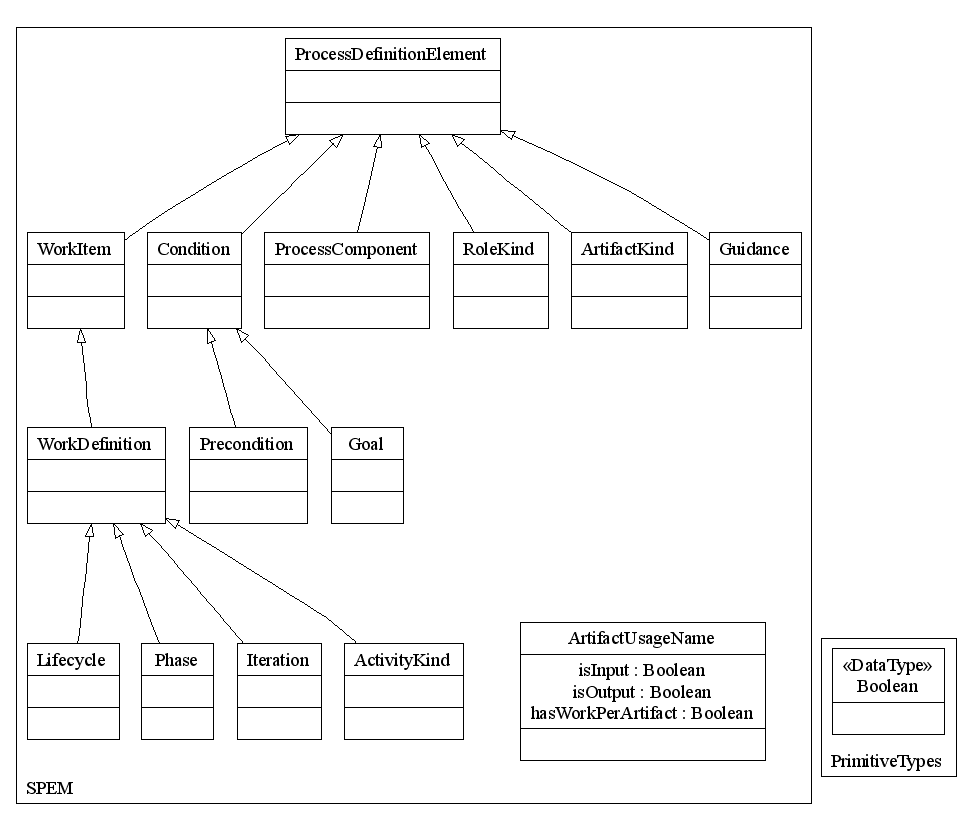 ProcessDefinitionElement
WorkItem
Condition
ProcessComponent
RoleKind
ArtifactKind
Guidance
WorkDefinition
Precondition
Goal
Lifecycle
Phase
Iteration
ActivityKind
ArtifactUsageName
isInput : Boolean
isOutput : Boolean
hasWorkPerArtifact : Boolean
«DataType»
Boolean
PrimitiveTypes
SPEM